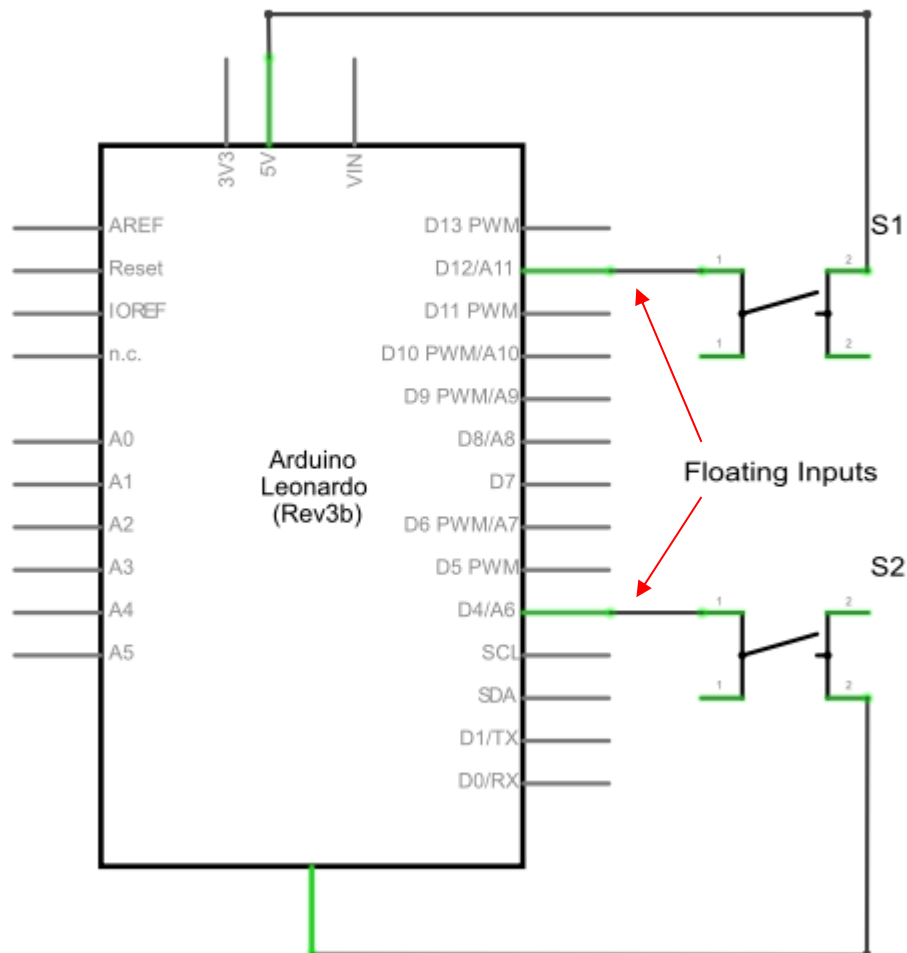 3V3
5V
VIN
AREF
Reset
IOREF
n.c.
A0
A1
A2
A3
A4
A5
Arduino
Leonardo
(Rev3b)
D13 PWM
D12/A11
D11 PWM
D10 PWM/A10
D9 PWM/A9
D8/A8
D7
D6 PWM/A7
D5 PWM
D4/A6
SCL
SDA
D1/TX
D0/RX
S1
1 2
1 2
Floating Inputs
S2
1 2
1 2